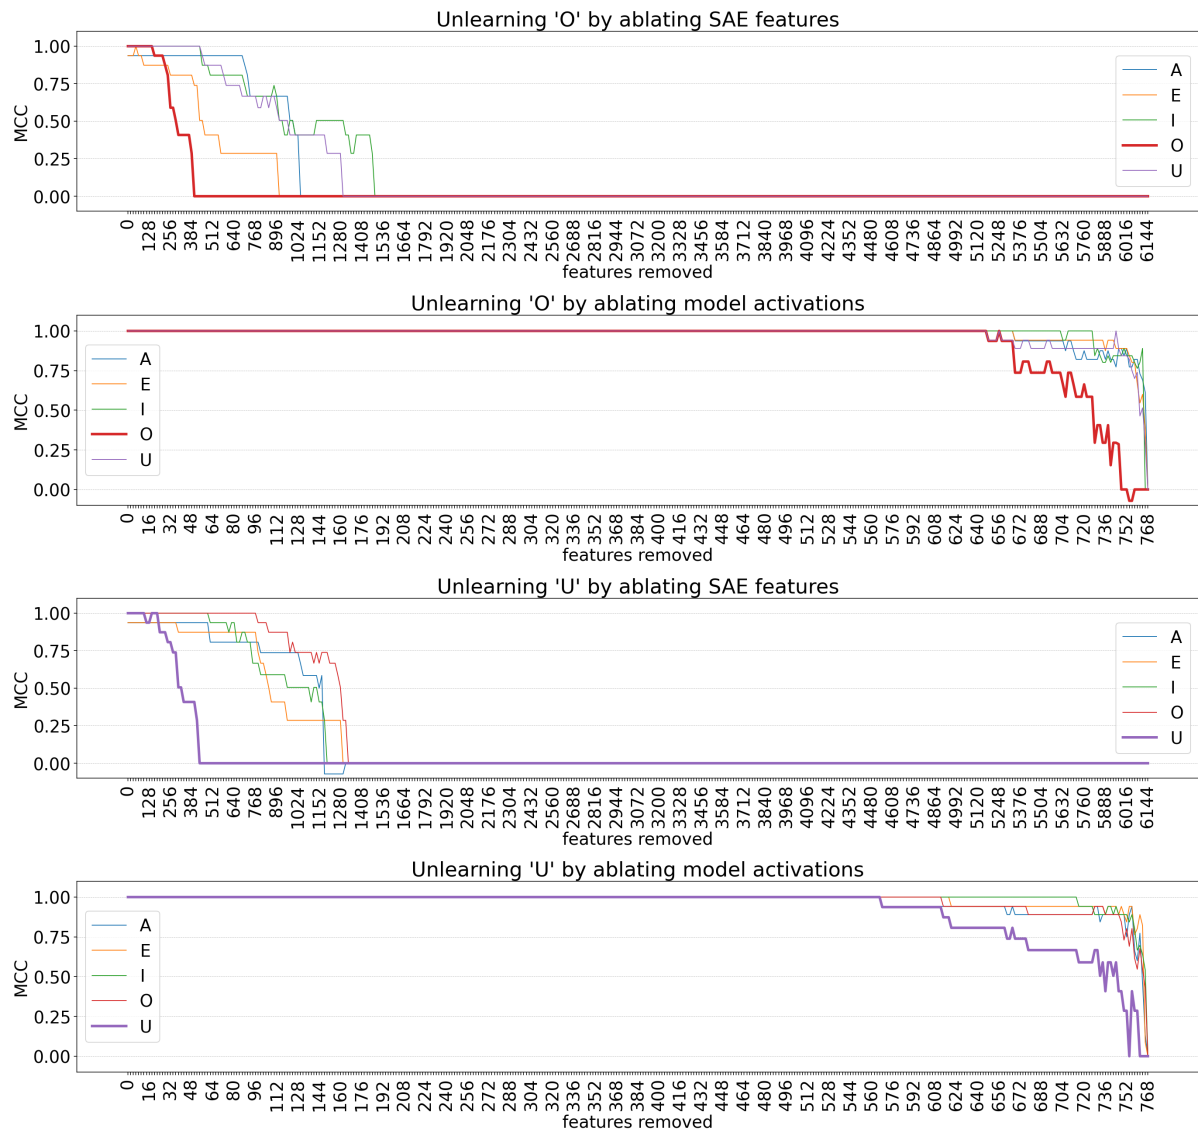 Unlearning 'O' by ablating SAE features
MCC
1.00
0.75
0.50
0.25
0.00
A
E
I
O
U
0 128 256 384 512 640 768 896 1024 1152 1280 1408 1536 1664 1792 1920 2048 2176 2304 2432 2560 2688 2816 2944 3072 3200 3328 3456 3584 3712 3840 3968 4096 4224 4352 4480 4608 4736 4864 4992 5120 5248 5376 5504 5632 5760 5888 6016 6144
features removed
Unlearning 'O' by ablating model activations
MCC
1.00
0.75
0.50
0.25
0.00
A
E
I
O
U
0 16 32 48 64 80 96 112 128 144 160 176 192 208 224 240 256 272 288 304 320 336 352 368 384 400 416 432 448 464 480 496 512 528 544 560 576 592 608 624 640 656 672 688 704 720 736 752 768
features removed
Unlearning 'U' by ablating SAE features
MCC
1.00
0.75
0.50
0.25
0.00
A
E
I
O
U
0 128 256 384 512 640 768 896 1024 1152 1280 1408 1536 1664 1792 1920 2048 2176 2304 2432 2560 2688 2816 2944 3072 3200 3328 3456 3584 3712 3840 3968 4096 4224 4352 4480 4608 4736 4864 4992 5120 5248 5376 5504 5632 5760 5888 6016 6144
features removed
Unlearning 'U' by ablating model activations
MCC
1.00
0.75
0.50
0.25
0.00
A
E
I
O
U
0 16 32 48 64 80 96 112 128 144 160 176 192 208 224 240 256 272 288 304 320 336 352 368 384 400 416 432 448 464 480 496 512 528 544 560 576 592 608 624 640 656 672 688 704 720 736 752 768
features removed